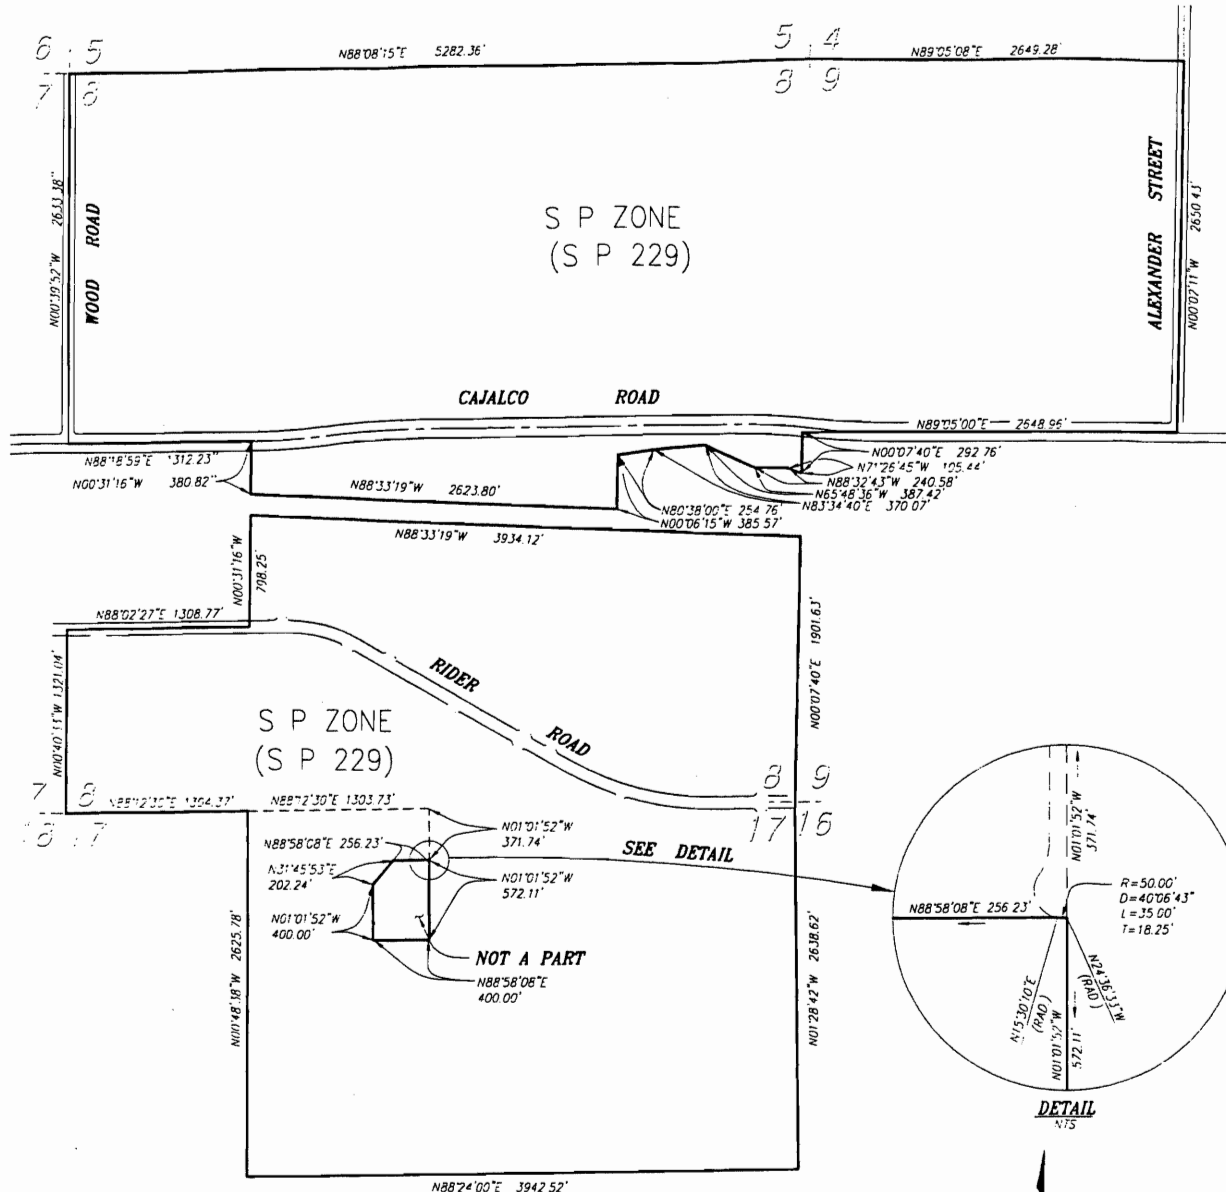 N88°08'15"E 5282.36'
N89°05'08"E 2649.28'
6 5
5 4
7 8
8 9
N00°39'52"W 2633.38"
WOOD ROAD
S P ZONE
(S P 229)
ALEXANDER STREET
N00°02'11"W 2650.43'
CAJALCO ROAD
N89°05'00"E 2648.96'
N88°18'59"E 1312.23"
N00°31'16"W 380.82"
N88°33'19"W 2623.80'
N00°07'40"E 292.76'
N71°26'45"W 105.44'
N88°32'43"W 240.58'
N65°48'36"W 387.42'
N83°34'40"E 370.07'
N80°38'00"E 254.76'
N00°06'15"W 385.57'
N88°33'19"W 3934.12'
N00°31'16"W
798.25'
N88°02'27"E 1308.77'
N00°40'33"W 1321.04'
RIDER ROAD
N00°07'40"E 1901.63'
S P ZONE
(S P 229)
7 8
8 9
18 17
17 16
N88°12'30"E 1304.37'
N88°12'30"E 1303.73'
N01°01'52"W
371.74'
N88°58'08"E 256.23'
SEE DETAIL
N31°45'53"E
202.24'
N01°01'52"W
572.11'
N01°01'52"W
400.00'
NOT A PART
N88°58'08"E
400.00'
N00°48'38"W 2625.78'
N01°28'42"W 2638.62'
N88°24'00"E 3942.52'
N01°01'52"W
371.74'
R=50.00'
D=40°06'43"
L=35.00'
T=18.25'
N88°58'08"E 256.23'
N15°30'10"E
(RAD)
N24°36'33"W
(RAD)
N01°01'52"W
572.11'
DETAIL
NTS